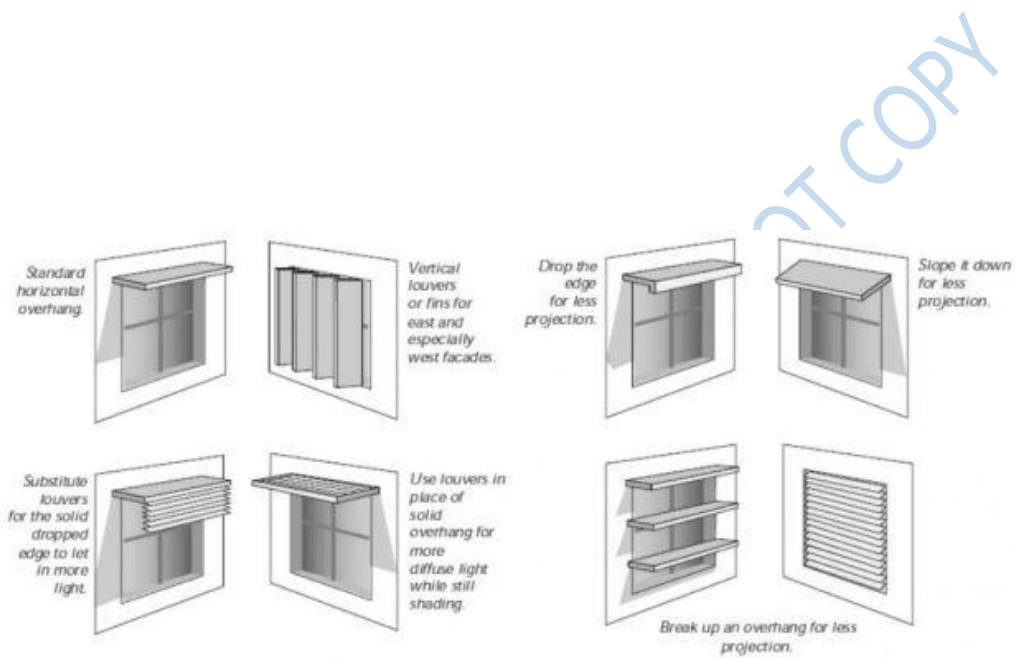 OT COPY
Standard
horizontal
overhang.
Vertical
louvers
or fins for
east and
especially
west facades.
Drop the
edge
for less
projection.
Slope it down
for less
projection.
Substitute
louvers
for the solid
dropped
edge to let
in more
light.
Use louvers in
place of
solid
overhang for
more
diffuse light
while still
shading.
Break up an overhang for less
projection.